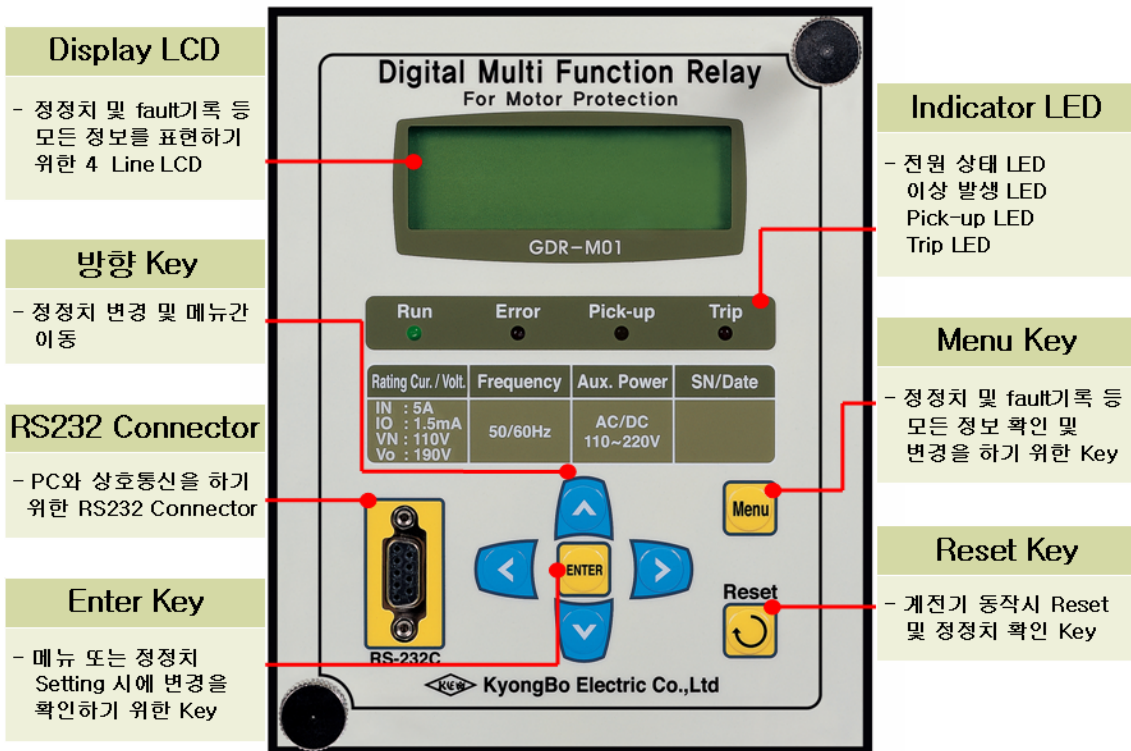 Display LCD
- 정정치 및 fault기록 등
모든 정보를 표현하기
위한 4 Line LCD
방향 Key
- 정정치 변경 및 메뉴간
이동
RS232 Connector
- PC와 상호통신을 하기
위한 RS232 Connector
Enter Key
- 메뉴 또는 정정치
Setting 시에 변경을
확인하기 위한 Key
Digital Multi Function Relay
For Motor Protection
GDR-M01
Run Error Pick-up Trip
Rating Cur. / Volt. Frequency Aux. Power SN/Date
IN : 5A
IO : 1.5mA
VN : 110V
Vo : 190V
50/60Hz
AC/DC
110~220V
Menu
ENTER
Reset
RS-232C
KEW KyongBo Electric Co.,Ltd
Indicator LED
- 전원 상태 LED
이상 발생 LED
Pick-up LED
Trip LED
Menu Key
- 정정치 및 fault기록 등
모든 정보 확인 및
변경을 하기 위한 Key
Reset Key
- 계전기 동작시 Reset
및 정정치 확인 Key